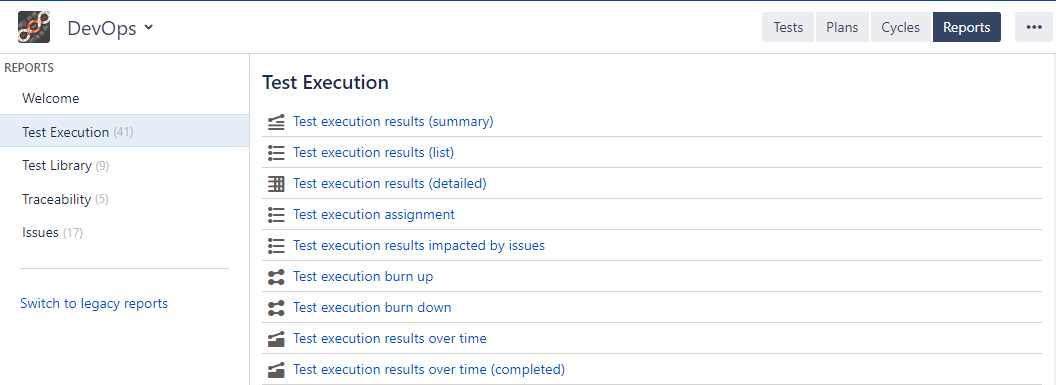 DevOps
Tests Plans Cycles Reports
REPORTS
Welcome
Test Execution (41)
Test Library (9)
Traceability (5)
Issues (17)
Switch to legacy reports
Test Execution
Test execution results (summary)
Test execution results (list)
Test execution results (detailed)
Test execution assignment
Test execution results impacted by issues
Test execution burn up
Test execution burn down
Test execution results over time
Test execution results over time (completed)